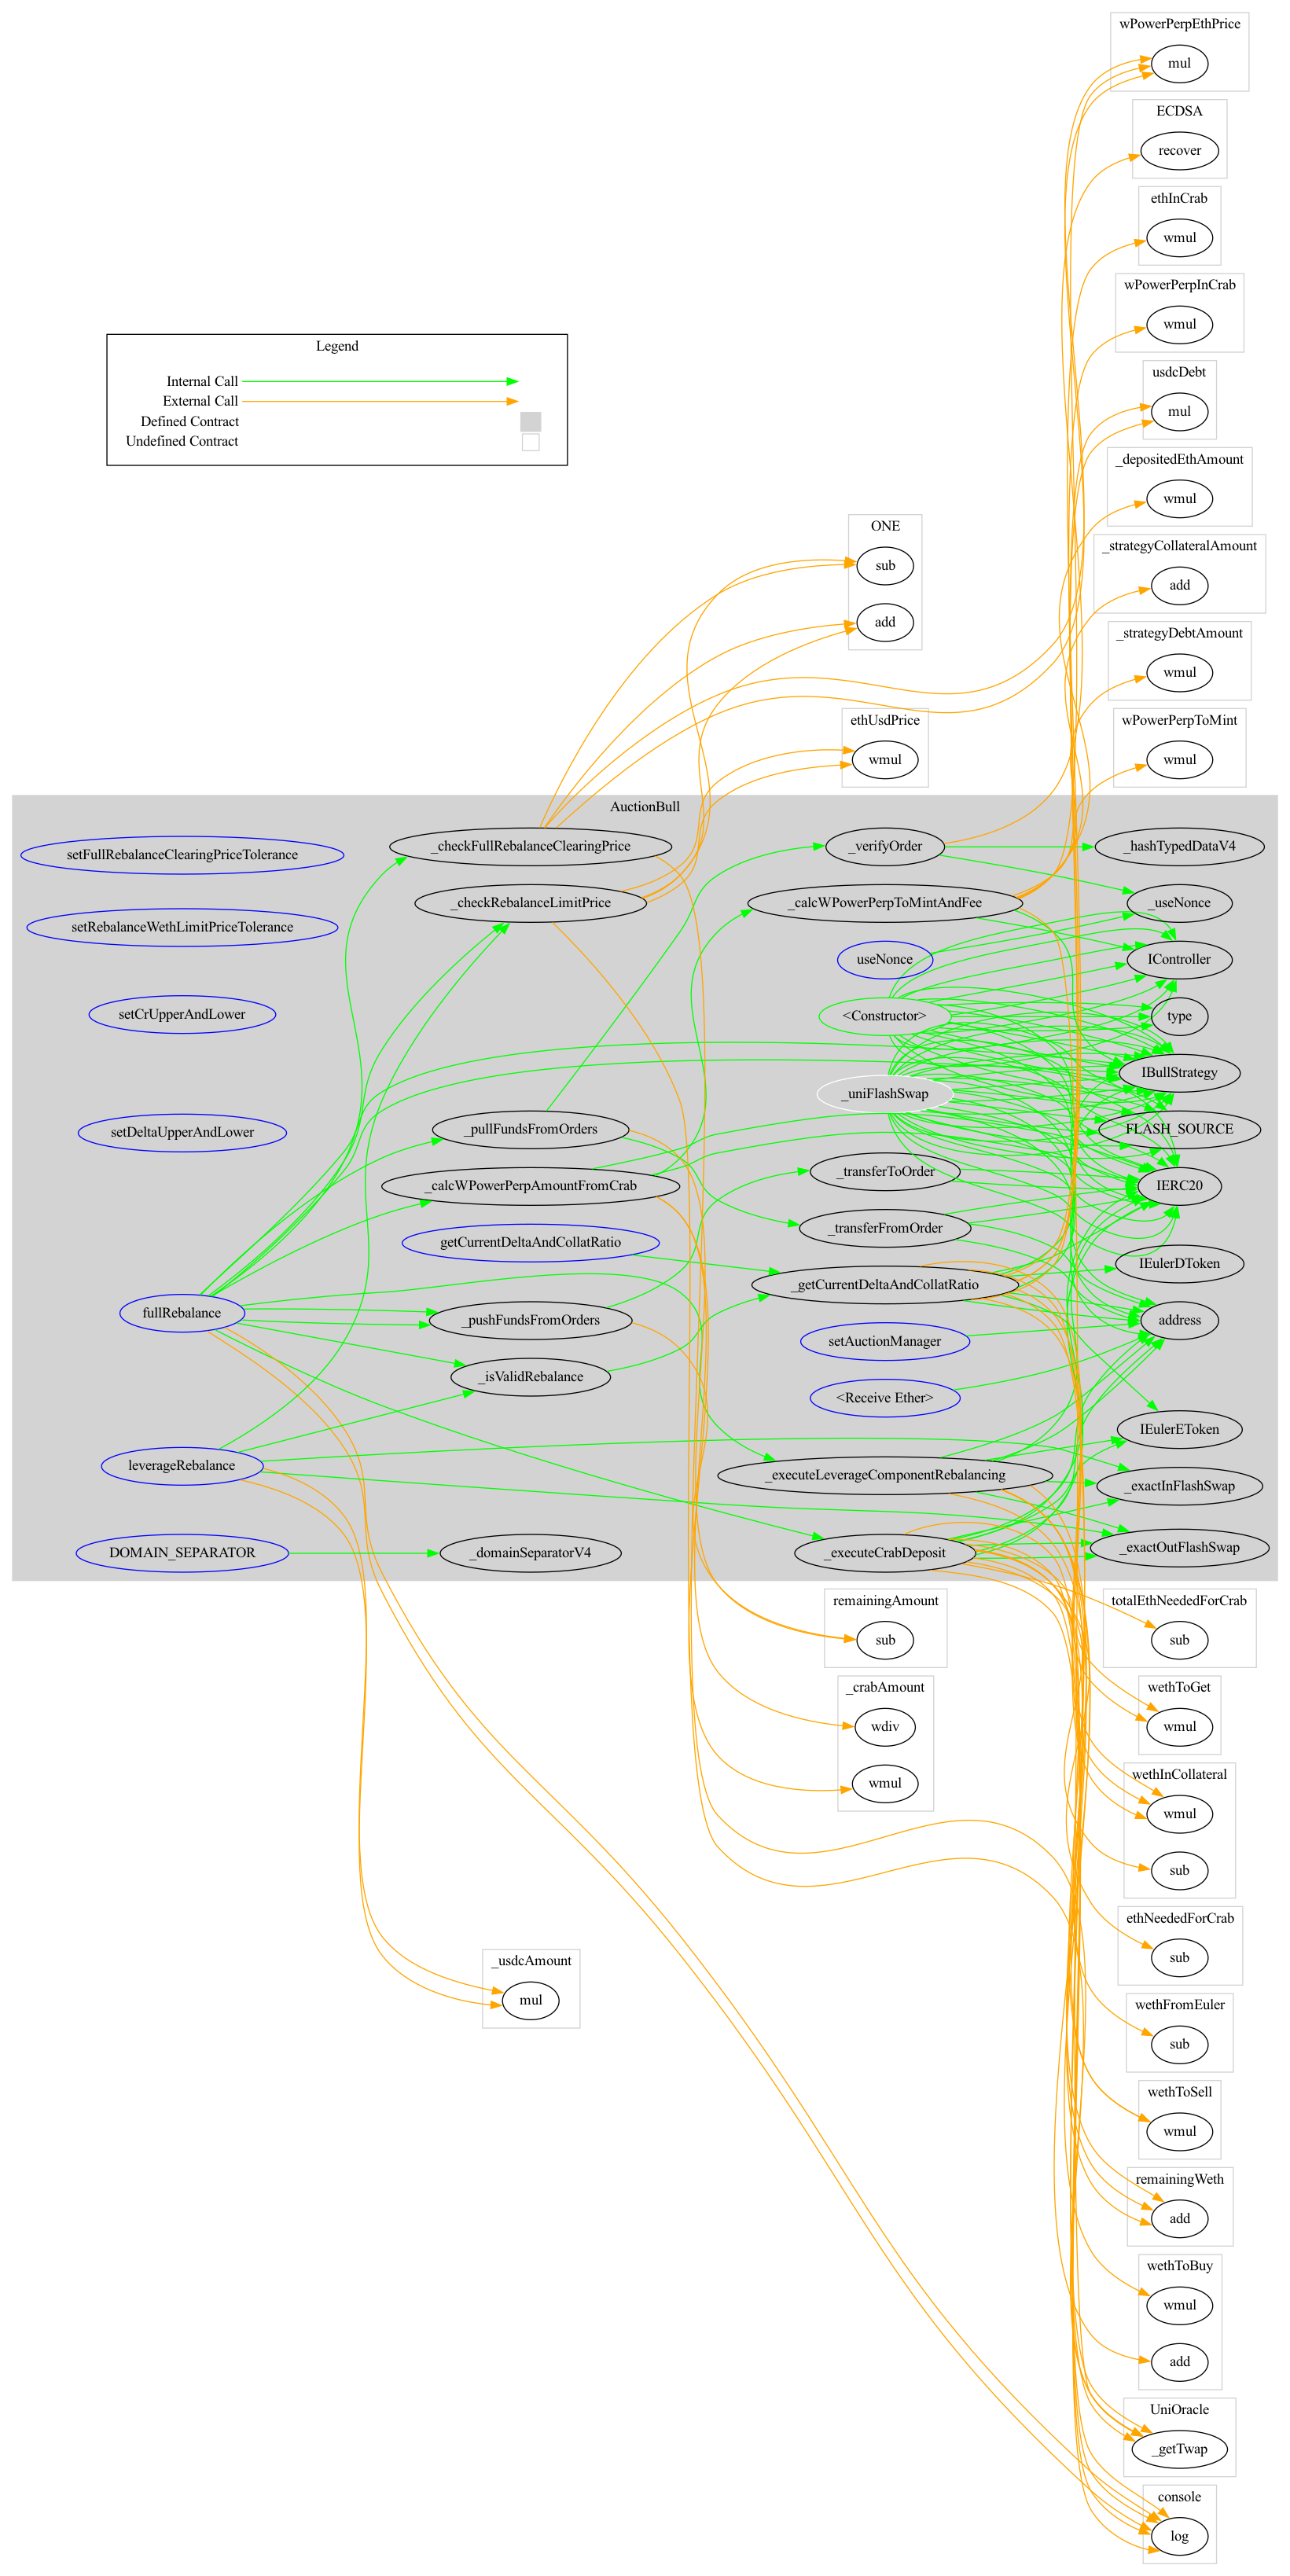 wPowerPerpEthPrice
mul
ECDSA
recover
ethInCrab
wmul
wPowerPerpInCrab
wmul
usdcDebt
mul
_depositedEthAmount
wmul
_strategyCollateralAmount
add
_strategyDebtAmount
wmul
wPowerPerpToMint
wmul
Legend
Internal Call
External Call
Defined Contract
Undefined Contract
ONE
sub
add
ethUsdPrice
wmul
AuctionBull
setFullRebalanceClearingPriceTolerance
setRebalanceWethLimitPriceTolerance
setCrUpperAndLower
setDeltaUpperAndLower
fullRebalance
leverageRebalance
DOMAIN_SEPARATOR
_checkFullRebalanceClearingPrice
_checkRebalanceLimitPrice
_pullFundsFromOrders
_calcWPowerPerpAmountFromCrab
getCurrentDeltaAndCollatRatio
_pushFundsFromOrders
_isValidRebalance
_domainSeparatorV4
_verifyOrder
_calcWPowerPerpToMintAndFee
useNonce
<Constructor>
_uniFlashSwap
_transferToOrder
_transferFromOrder
_getCurrentDeltaAndCollatRatio
setAuctionManager
<Receive Ether>
_executeLeverageComponentRebalancing
_executeCrabDeposit
_hashTypedDataV4
_useNonce
IController
type
IBullStrategy
FLASH_SOURCE
IERC20
IEulerDToken
address
IEulerEToken
_exactInFlashSwap
_exactOutFlashSwap
remainingAmount
sub
_crabAmount
wdiv
wmul
_usdcAmount
mul
totalEthNeededForCrab
sub
wethToGet
wmul
wethInCollateral
wmul
sub
ethNeededForCrab
sub
wethFromEuler
sub
wethToSell
wmul
remainingWeth
add
wethToBuy
wmul
add
UniOracle
_getTwap
console
log